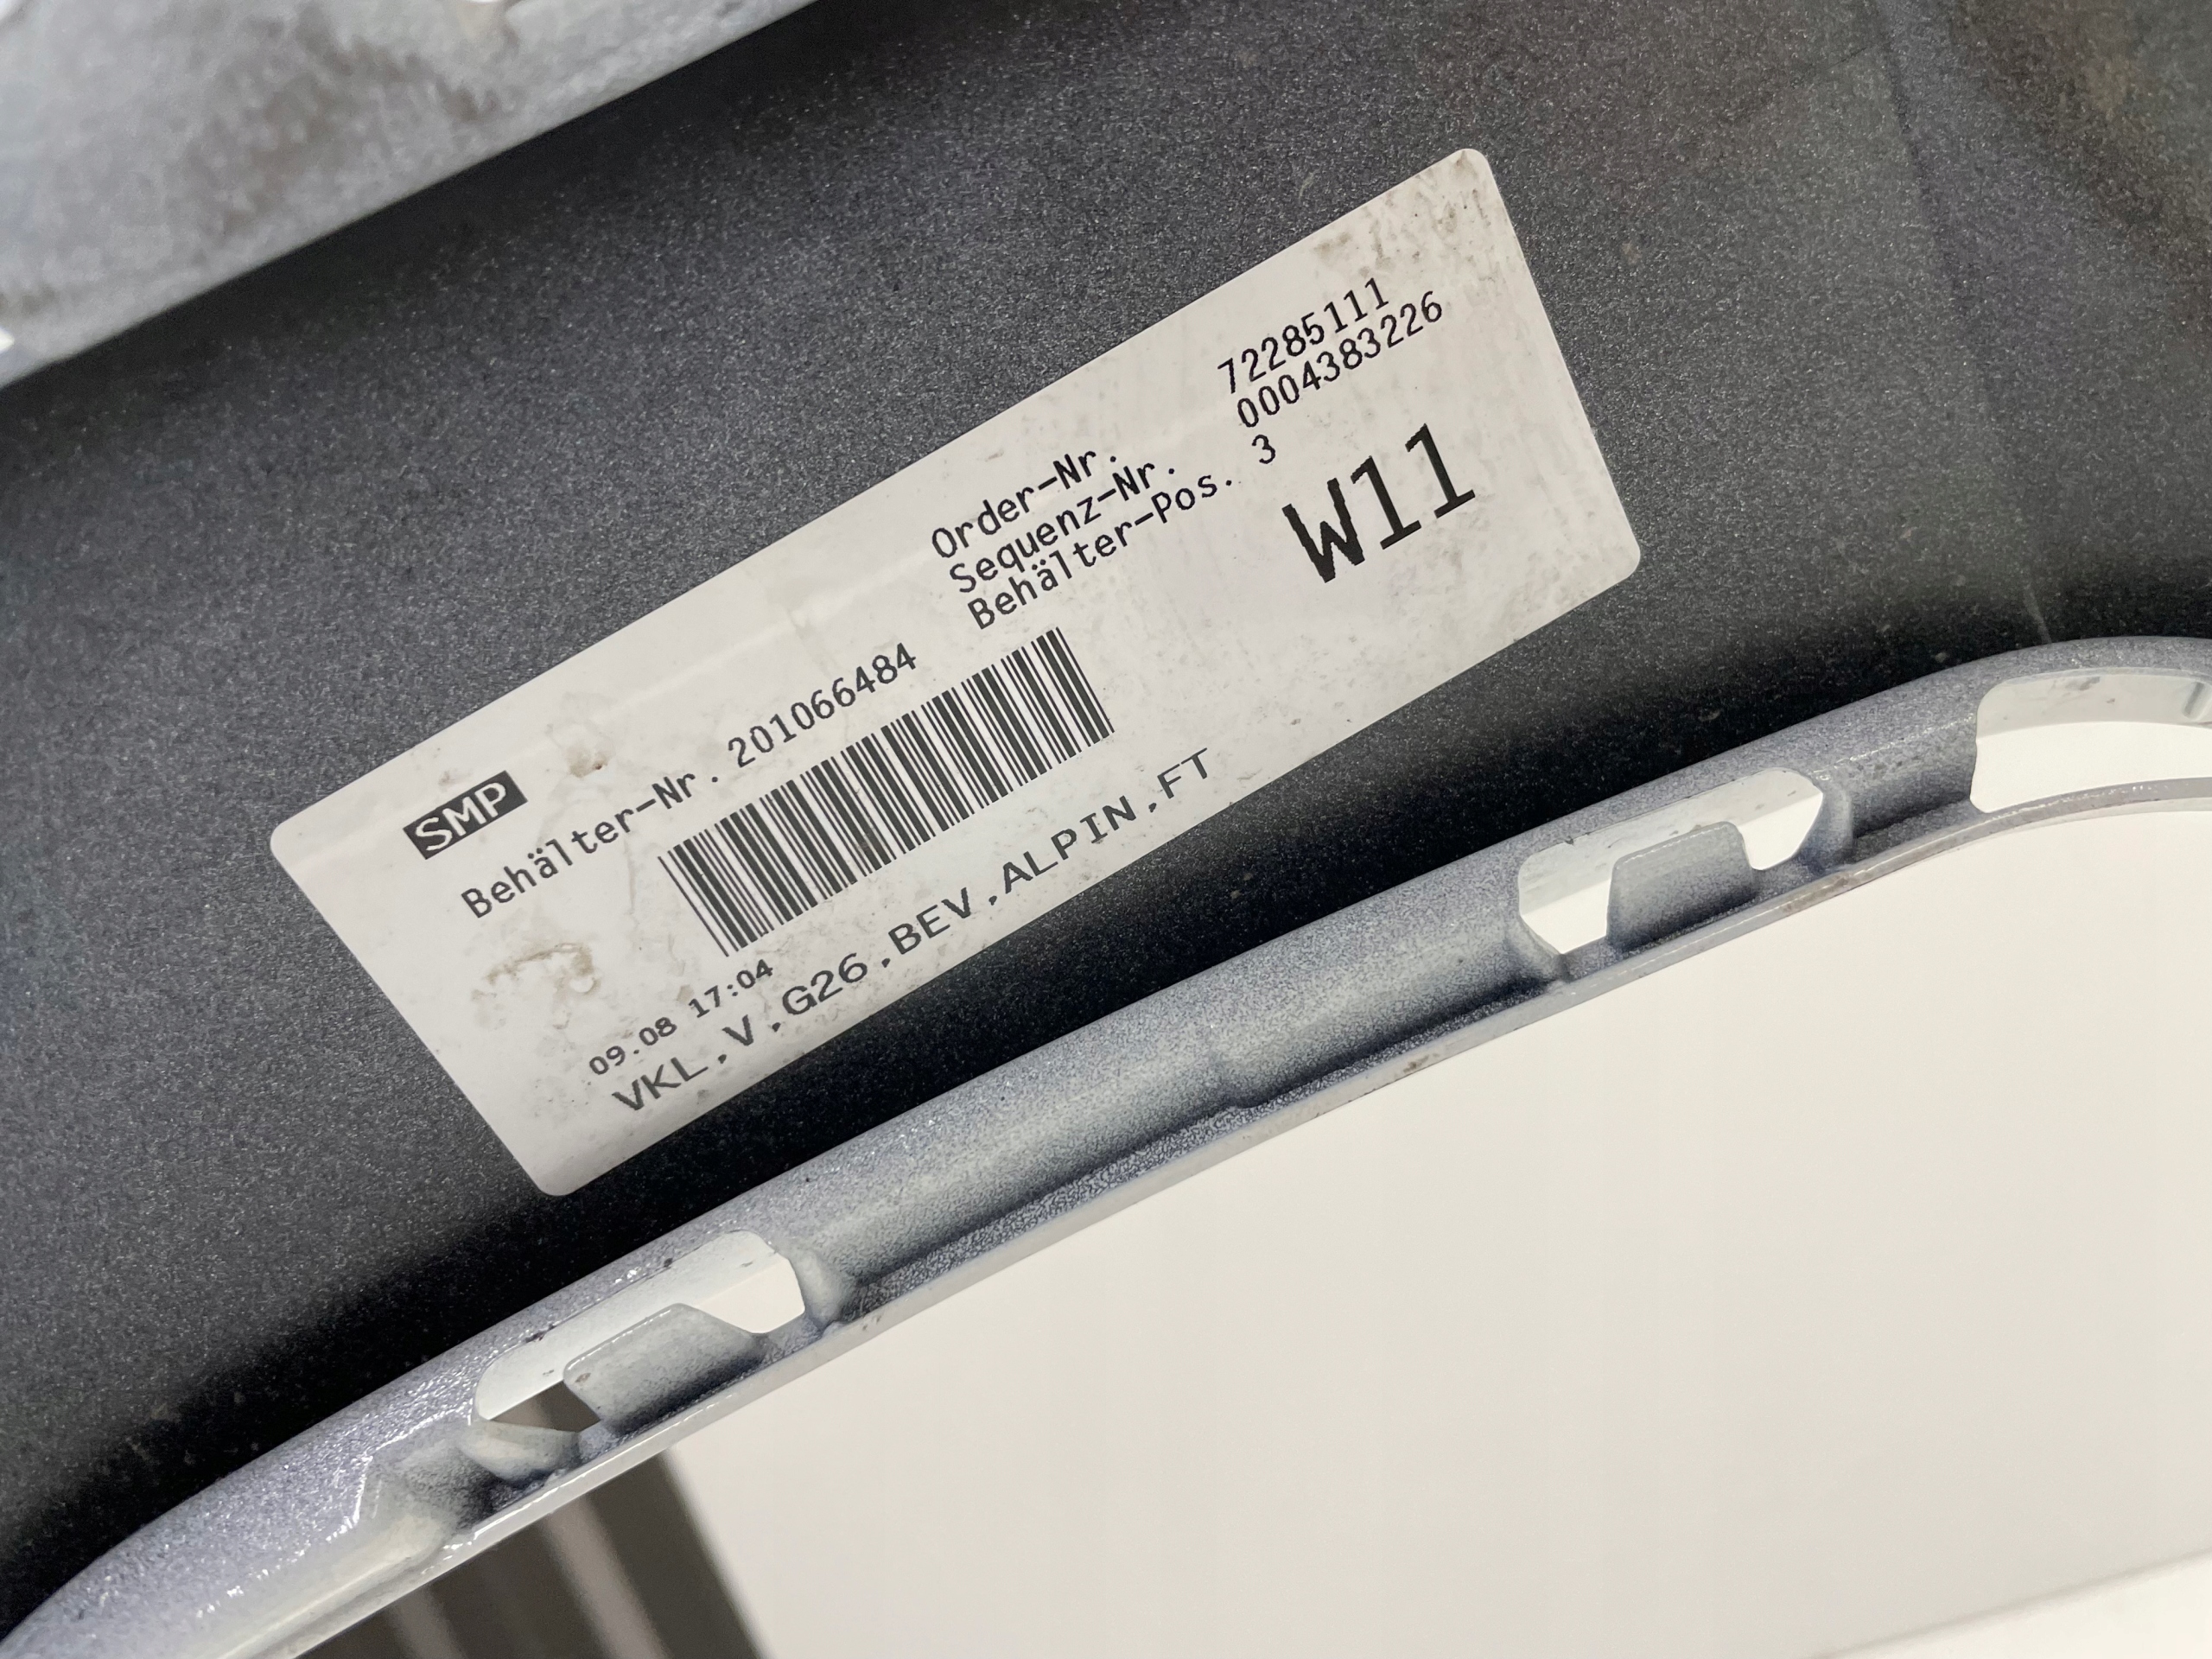 SMP
Order-Nr. 72285111
Sequenz-Nr. 0004383226
Behälter-Nr. 201066484 Behälter-Pos. 3
W11
09.08 17:04
VKL,V,G26,BEV,ALPIN,FT